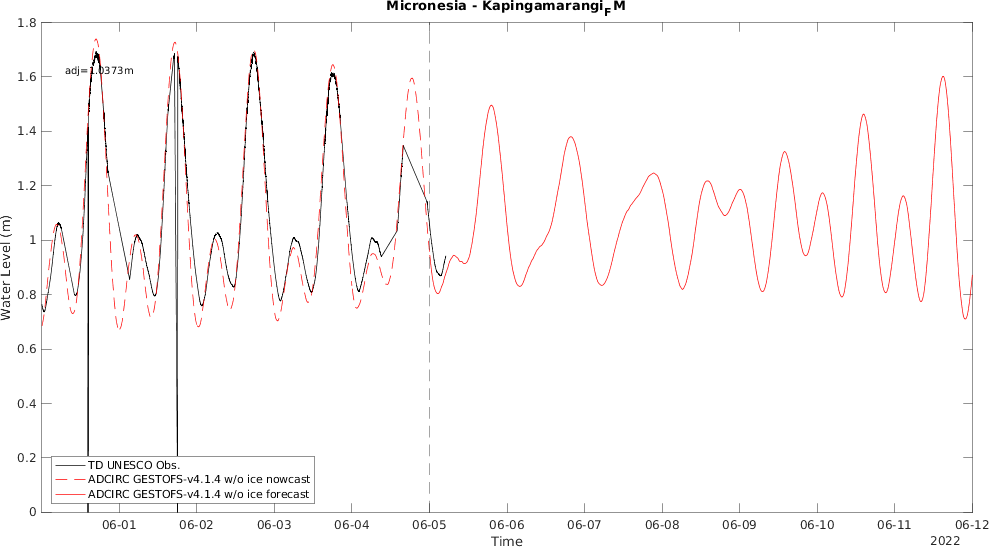 Micronesia - Kapingamarangi_FM
1.8
1.6
1.4
1.2
1
0.8
0.6
0.4
0.2
0
Water Level (m)
adj=1.0373m
TD UNESCO Obs.
ADCIRC GESTOFS-v4.1.4 w/o ice nowcast
ADCIRC GESTOFS-v4.1.4 w/o ice forecast
06-01 06-02 06-03 06-04 06-05 06-06 06-07 06-08 06-09 06-10 06-11 06-12
Time
2022